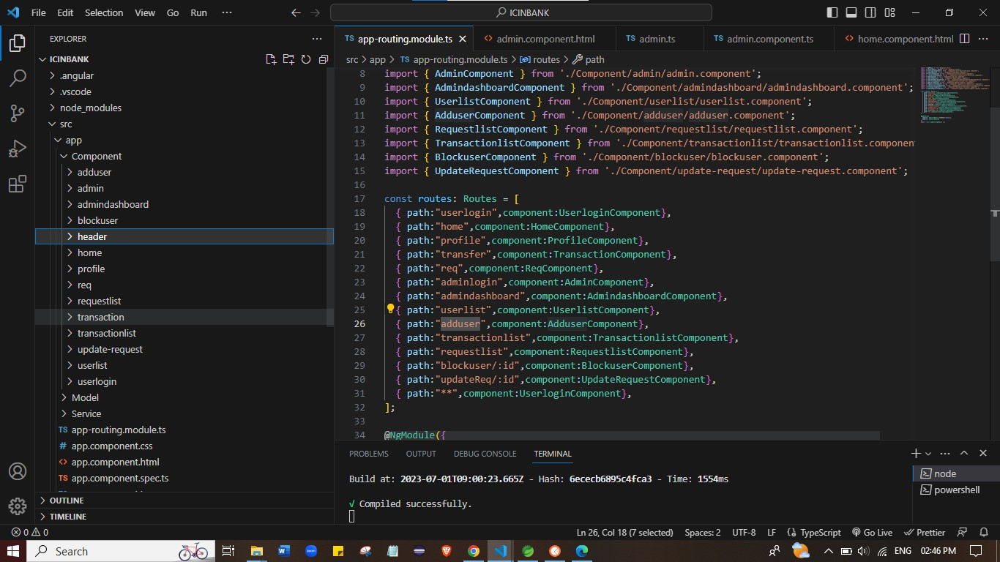 File Edit Selection View Go Run ··· ICINBANK
EXPLORER ···
ICINBANK
.angular
.vscode
node_modules
src
app
Component
adduser
admin
admindashboard
blockuser
header
home
profile
req
requestlist
transaction
transactionlist
update-request
userlist
userlogin
Model
Service
TS app-routing.module.ts
# app.component.css
<> app.component.html
TS app.component.spec.ts
OUTLINE
TIMELINE
TS app-routing.module.ts <> admin.component.html TS admin.ts TS admin.component.ts <> home.component.html ···
src > app > TS app-routing.module.ts > routes > path
8 import { AdminComponent } from './Component/admin/admin.component';
9 import { AdmindashboardComponent } from './Component/admindashboard/admindashboard.component';
10 import { UserlistComponent } from './Component/userlist/userlist.component';
11 import { AdduserComponent } from './Component/adduser/adduser.component';
12 import { RequestlistComponent } from './Component/requestlist/requestlist.component';
13 import { TransactionlistComponent } from './Component/transactionlist/transactionlist.component
14 import { BlockuserComponent } from './Component/blockuser/blockuser.component';
15 import { UpdateRequestComponent } from './Component/update-request/update-request.component';
16
17 const routes: Routes = [
18 { path:"userlogin",component:UserloginComponent},
19 { path:"home",component:HomeComponent},
20 { path:"profile",component:ProfileComponent},
21 { path:"transfer",component:TransactionComponent},
22 { path:"req",component:ReqComponent},
23 { path:"adminlogin",component:AdminComponent},
24 { path:"admindashboard",component:AdmindashboardComponent},
25 { path:"userlist",component:UserlistComponent},
26 { path:"adduser",component:AdduserComponent},
27 { path:"transactionlist",component:TransactionlistComponent},
28 { path:"requestlist",component:RequestlistComponent},
29 { path:"blockuser/:id",component:BlockuserComponent},
30 { path:"updateReq/:id",component:UpdateRequestComponent},
31 { path:"**",component:UserloginComponent},
32 ];
33
34 @NgModule({
PROBLEMS OUTPUT DEBUG CONSOLE TERMINAL
Build at: 2023-07-01T09:00:23.665Z - Hash: 6ececb6895c4fca3 - Time: 1554ms
√ Compiled successfully.
node
powershell
0 0 Ln 26, Col 18 (7 selected) Spaces: 2 UTF-8 LF {} TypeScript Go Live Prettier
Search ENG 02:46 PM